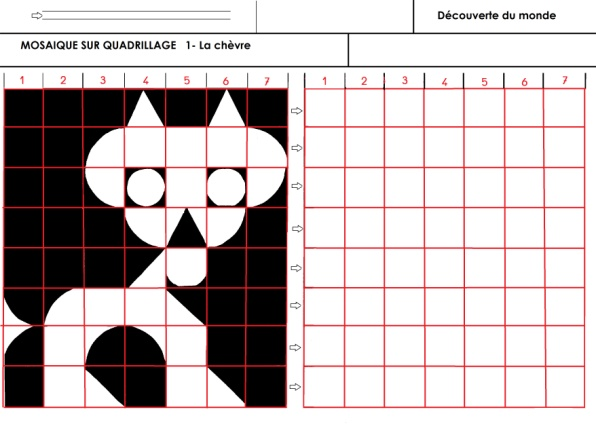 Découverte du monde
MOSAIQUE SUR QUADRILLAGE 1- La chèvre
1 2 3 4 5 6 7 1 2 3 4 5 6 7